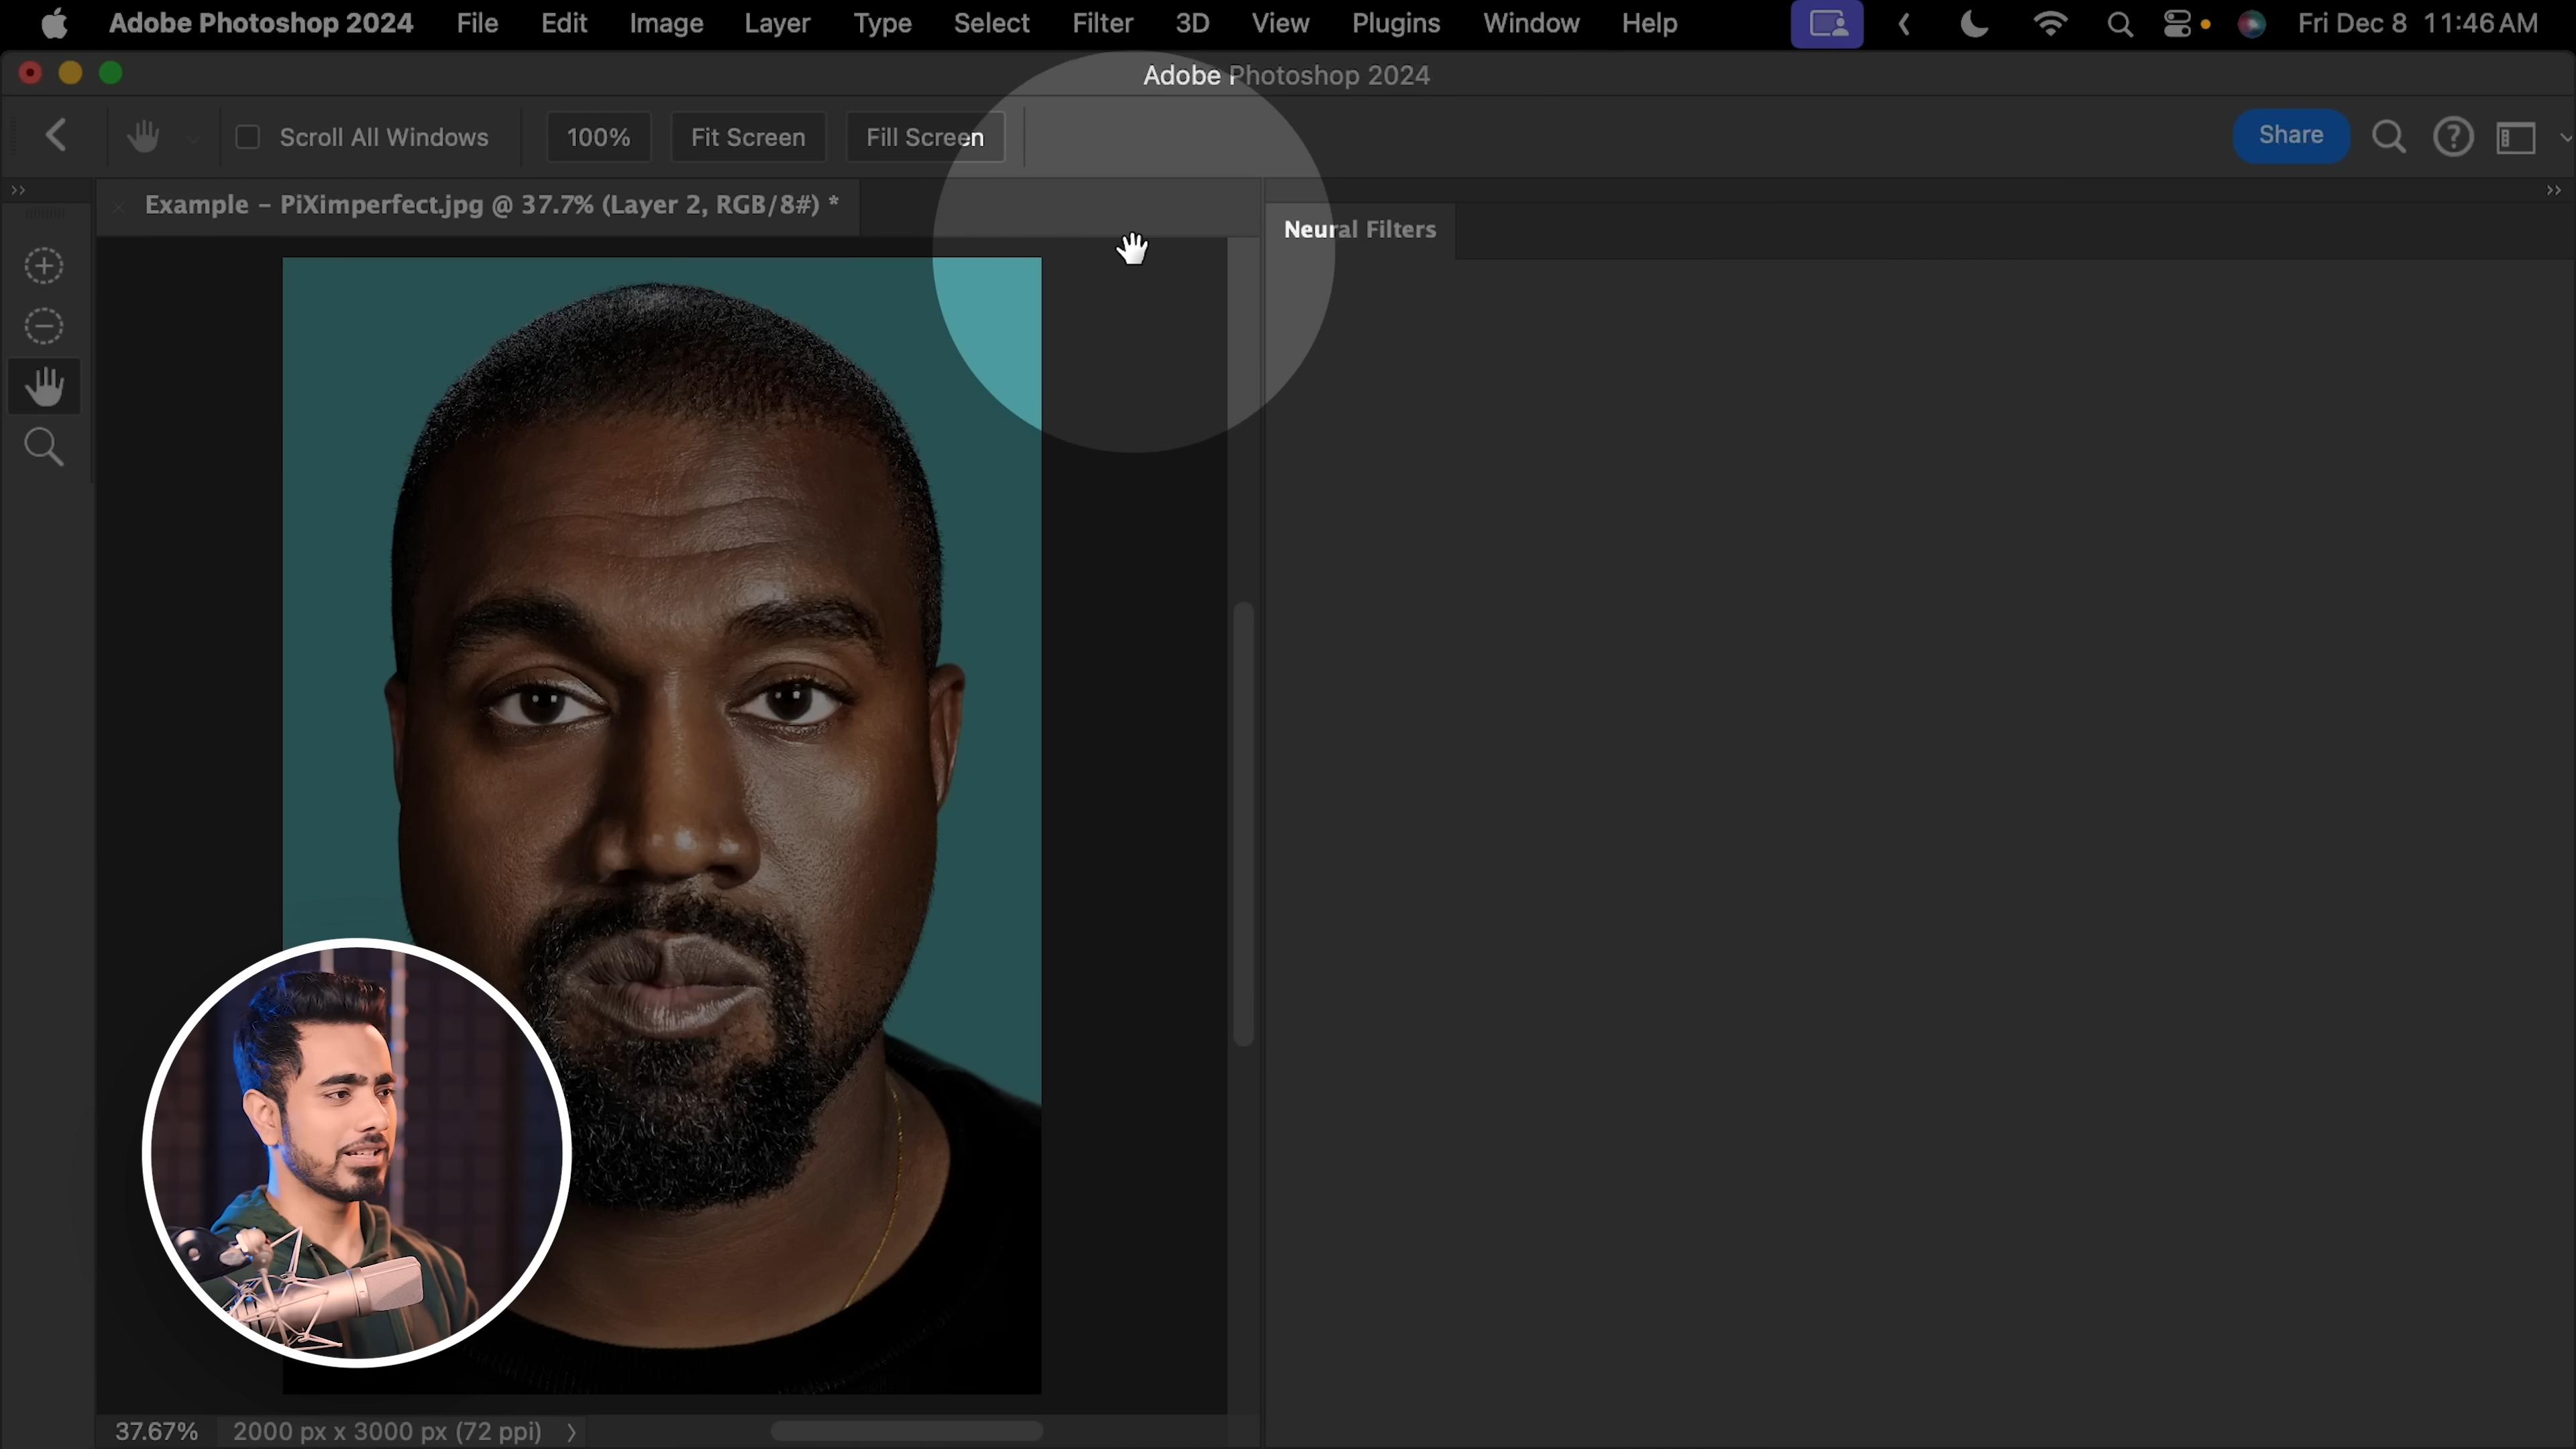 Adobe Photoshop 2024 File Edit Image Layer Type Select Filter 3D View Plugins Window Help Fri Dec 8 11:46 AM
Adobe Photoshop 2024
Scroll All Windows 100% Fit Screen Fill Screen Share
Example – PiXimperfect.jpg @ 37.7% (Layer 2, RGB/8#) *
Neural Filters
37.67% 2000 px x 3000 px (72 ppi)